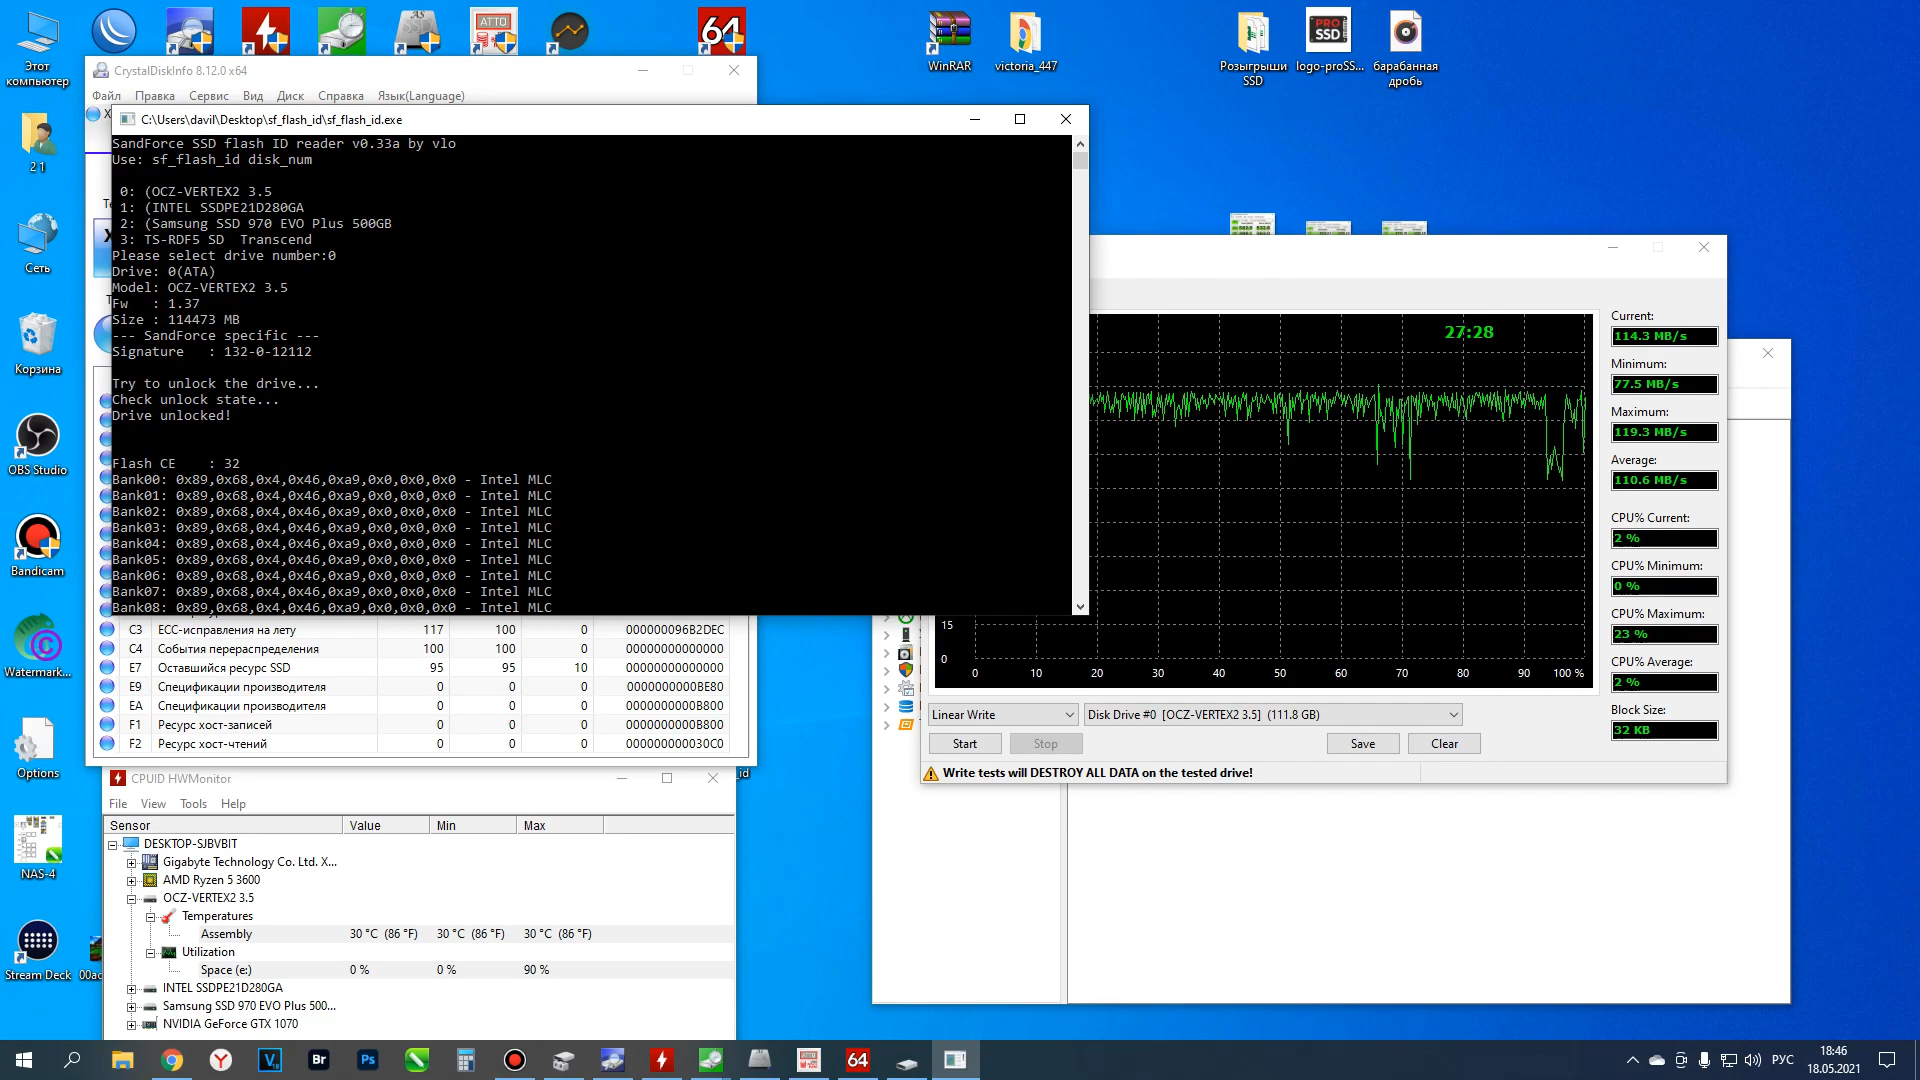 Этот компьютер
2 1
Сеть
Корзина
OBS Studio
Bandicam
Watermark...
Options
NAS-4
Stream Deck
AS
ATTO
64
WinRAR
victoria_447
Розыгрыши SSD
PRO SSD
logo-proSS...
барабанная дробь
CrystalDiskInfo 8.12.0 x64
Файл Правка Сервис Вид Диск Справка Язык(Language)
C:\Users\davil\Desktop\sf_flash_id\sf_flash_id.exe
SandForce SSD flash ID reader v0.33a by vlo
Use: sf_flash_id disk_num
0: (OCZ-VERTEX2 3.5
1: (INTEL SSDPE21D280GA
2: (Samsung SSD 970 EVO Plus 500GB
3: TS-RDF5 SD  Transcend
Please select drive number:0
Drive: 0(ATA)
Model: OCZ-VERTEX2 3.5
Fw   : 1.37
Size : 114473 MB
--- SandForce specific ---
Signature   : 132-0-12112
Try to unlock the drive...
Check unlock state...
Drive unlocked!
Flash CE    : 32
Bank00: 0x89,0x68,0x4,0x46,0xa9,0x0,0x0,0x0 - Intel MLC
Bank01: 0x89,0x68,0x4,0x46,0xa9,0x0,0x0,0x0 - Intel MLC
Bank02: 0x89,0x68,0x4,0x46,0xa9,0x0,0x0,0x0 - Intel MLC
Bank03: 0x89,0x68,0x4,0x46,0xa9,0x0,0x0,0x0 - Intel MLC
Bank04: 0x89,0x68,0x4,0x46,0xa9,0x0,0x0,0x0 - Intel MLC
Bank05: 0x89,0x68,0x4,0x46,0xa9,0x0,0x0,0x0 - Intel MLC
Bank06: 0x89,0x68,0x4,0x46,0xa9,0x0,0x0,0x0 - Intel MLC
Bank07: 0x89,0x68,0x4,0x46,0xa9,0x0,0x0,0x0 - Intel MLC
Bank08: 0x89,0x68,0x4,0x46,0xa9,0x0,0x0,0x0 - Intel MLC
C3 ECC-исправления на лету 117 100 0 000000096B2DEC
C4 События перераспределения 100 100 0 00000000000000
E7 Оставшийся ресурс SSD 95 95 10 00000000000000
E9 Спецификации производителя 0 0 0 0000000000BE80
EA Спецификации производителя 0 0 0 0000000000B800
F1 Ресурс хост-записей 0 0 0 0000000000B800
F2 Ресурс хост-чтений 0 0 0 000000000030C0
27:28
15
0
0 10 20 30 40 50 60 70 80 90 100 %
Current:
114.3 MB/s
Minimum:
77.5 MB/s
Maximum:
119.3 MB/s
Average:
110.6 MB/s
CPU% Current:
2 %
CPU% Minimum:
0 %
CPU% Maximum:
23 %
CPU% Average:
2 %
Block Size:
32 KB
Linear Write
Disk Drive #0 [OCZ-VERTEX2 3.5] (111.8 GB)
Start Stop Save Clear
Write tests will DESTROY ALL DATA on the tested drive!
_id
CPUID HWMonitor
File View Tools Help
Sensor Value Min Max
DESKTOP-SJBVBIT
Gigabyte Technology Co. Ltd. X...
AMD Ryzen 5 3600
OCZ-VERTEX2 3.5
Temperatures
Assembly 30 °C (86 °F) 30 °C (86 °F) 30 °C (86 °F)
Utilization
Space (e:) 0 % 0 % 90 %
INTEL SSDPE21D280GA
Samsung SSD 970 EVO Plus 500...
NVIDIA GeForce GTX 1070
Br
Ps
64
РУС
18:46
18.05.2021